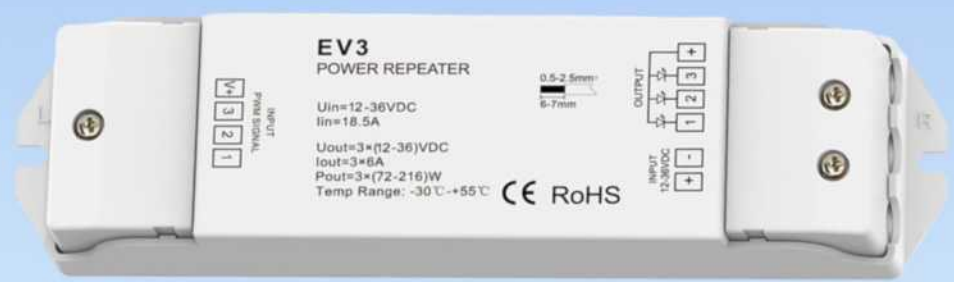 EV3
POWER REPEATER
Uin=12-36VDC
Iin=18.5A
Uout=3×(12-36)VDC
Iout=3×6A
Pout=3×(72-216)W
Temp Range: -30℃-+55℃
CE RoHS
V+
3
2
1
INPUT
PWM SIGNAL
0.5-2.5mm²
6-7mm
OUTPUT
+
3
2
1
INPUT
12-36VDC
-
+